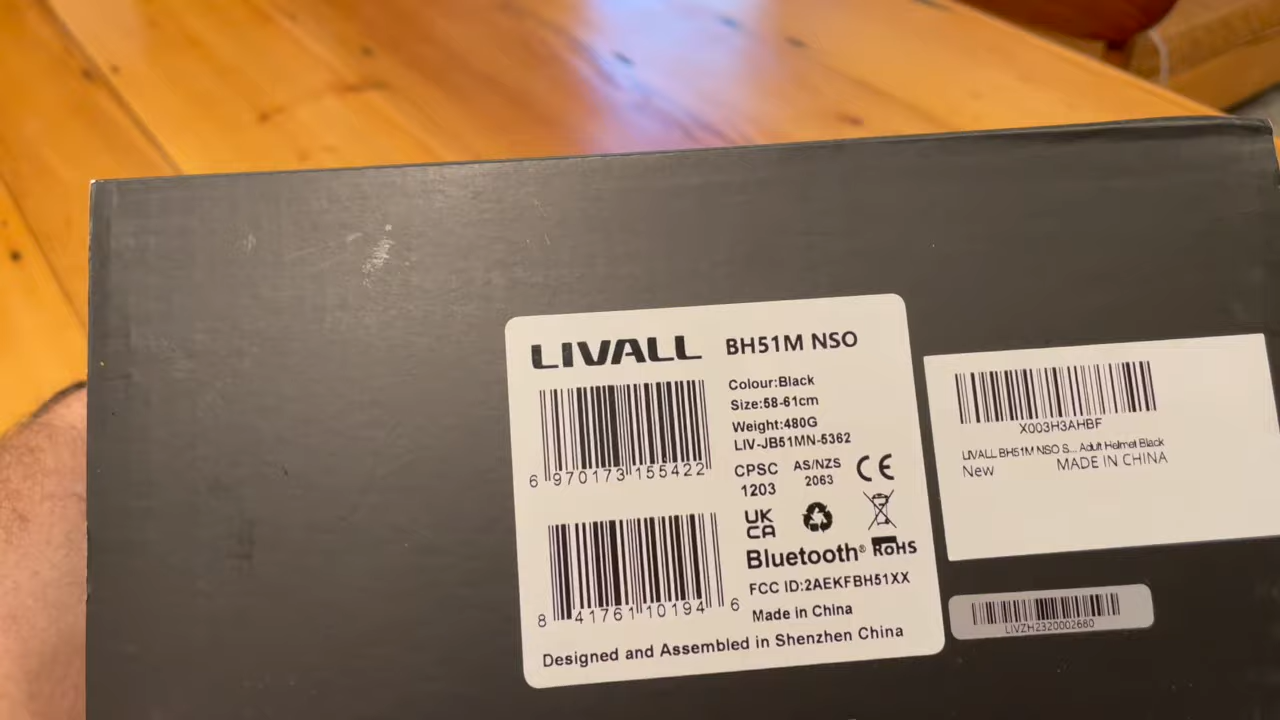 LIVALL BH51M NSO
Colour:Black
Size:58-61cm
Weight:480G
LIV-JB51MN-5362
6 970173 155422
CPSC
1203
AS/NZS
2063
CE
UK
CA
Bluetooth® RoHS
FCC ID:2AEKFBH51XX
8 41761 10194 6
Made in China
Designed and Assembled in Shenzhen China
X003H3AHBF
LIVALL BH51M NSO S... Adult Helmet Black
New MADE IN CHINA
LIVZH2320002680